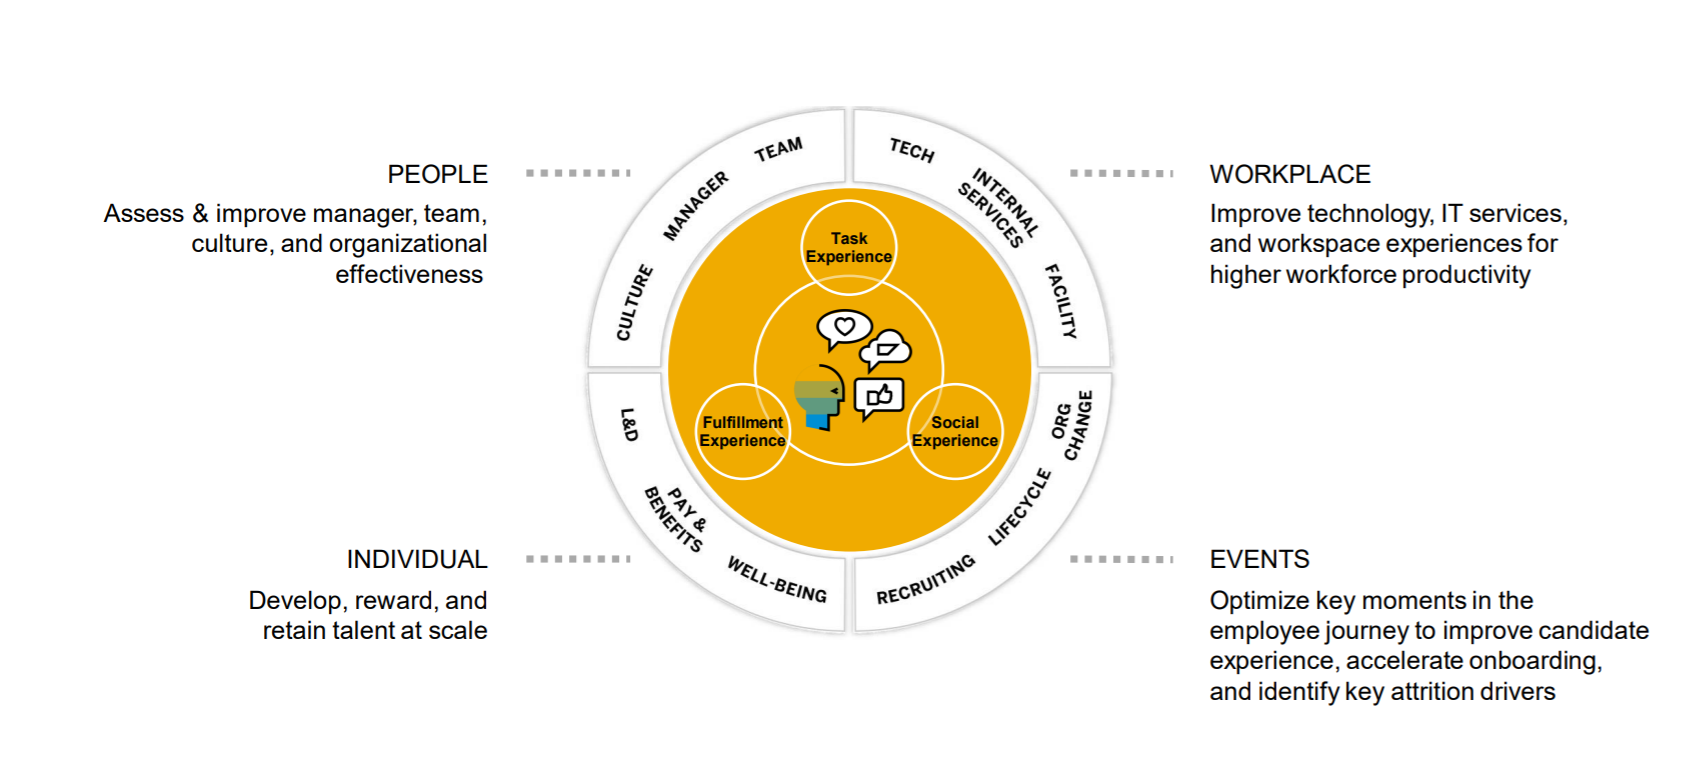 PEOPLE
Assess & improve manager, team,
culture, and organizational
effectiveness
WORKPLACE
Improve technology, IT services,
and workspace experiences for
higher workforce productivity
CULTURE
MANAGER
TEAM
TECH
INTERNAL
SERVICES
FACILITY
Task
Experience
Fulfillment
Experience
Social
Experience
L&D
PAY &
BENEFITS
WELL-BEING
ORG
CHANGE
LIFECYCLE
RECRUITING
INDIVIDUAL
Develop, reward, and
retain talent at scale
EVENTS
Optimize key moments in the
employee journey to improve candidate
experience, accelerate onboarding,
and identify key attrition drivers